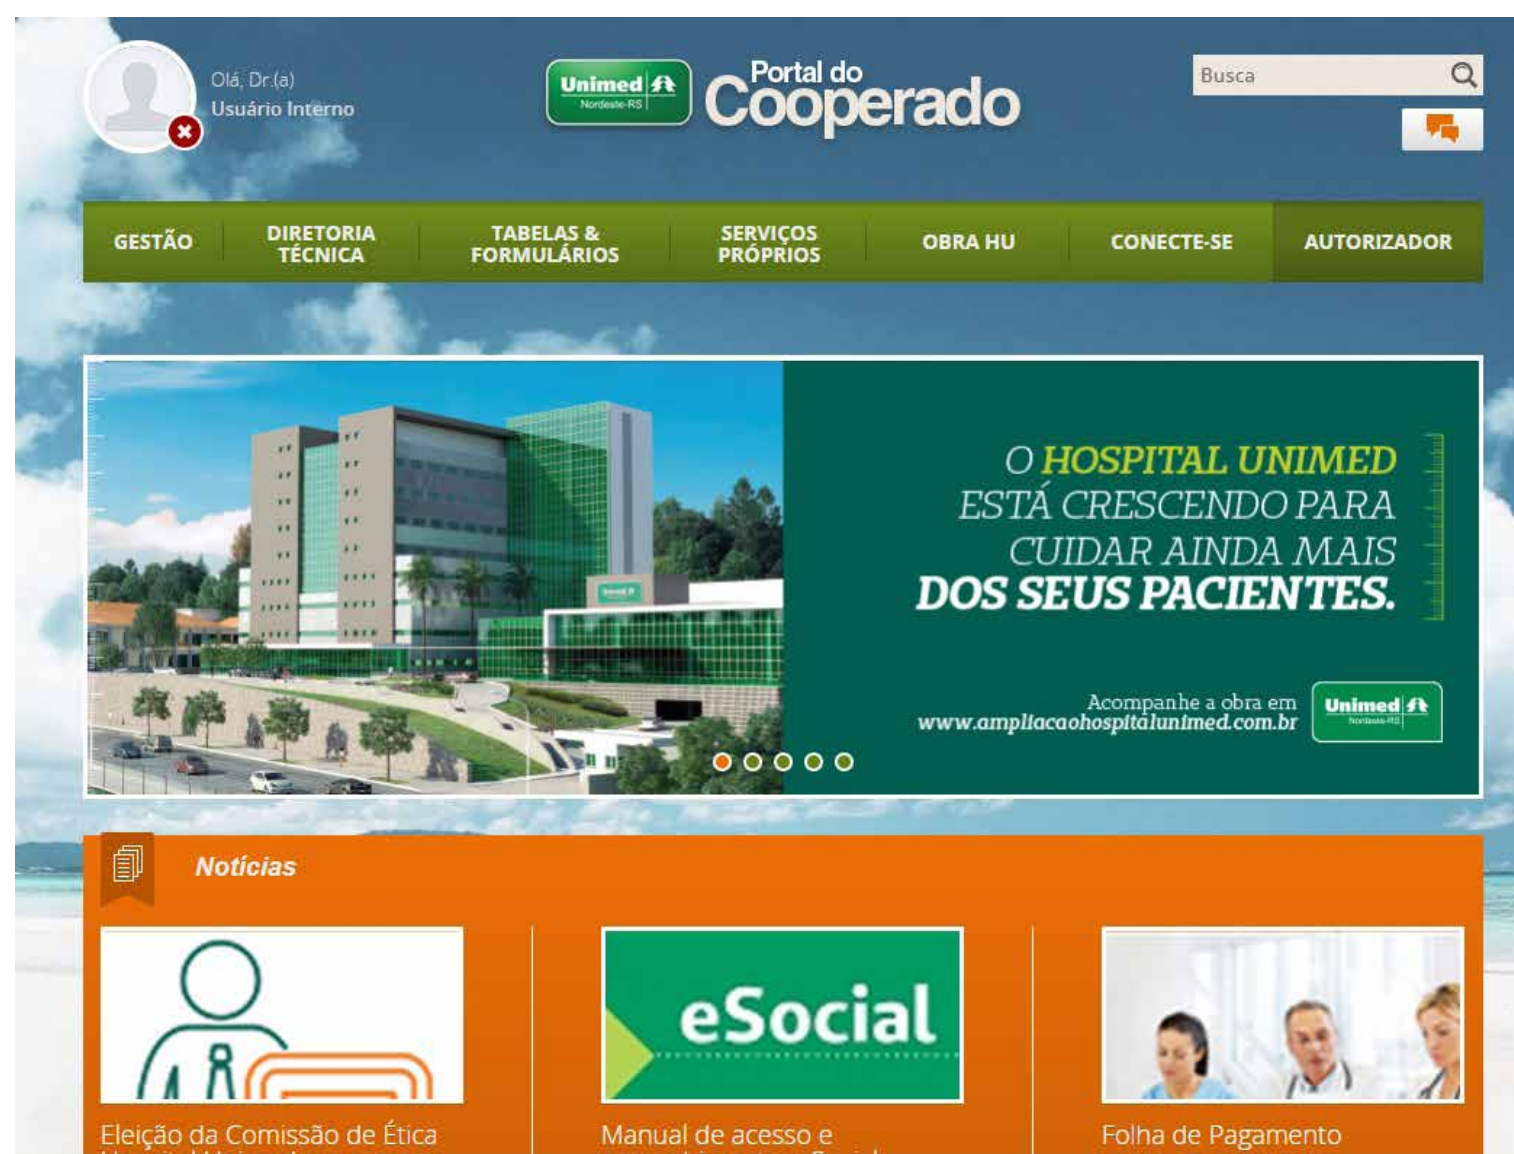 Olá, Dr.(a)
Usuário Interno
Unimed
Nordeste-RS
Portal do
Cooperado
Busca
GESTÃO
DIRETORIA
TÉCNICA
TABELAS &
FORMULÁRIOS
SERVIÇOS
PRÓPRIOS
OBRA HU
CONECTE-SE
AUTORIZADOR
O HOSPITAL UNIMED
ESTÁ CRESCENDO PARA
CUIDAR AINDA MAIS
DOS SEUS PACIENTES.
Acompanhe a obra em
www.ampliacaohospitalunimed.com.br
Unimed
Nordeste-RS
Notícias
eSocial
Eleição da Comissão de Ética
Manual de acesso e
Folha de Pagamento